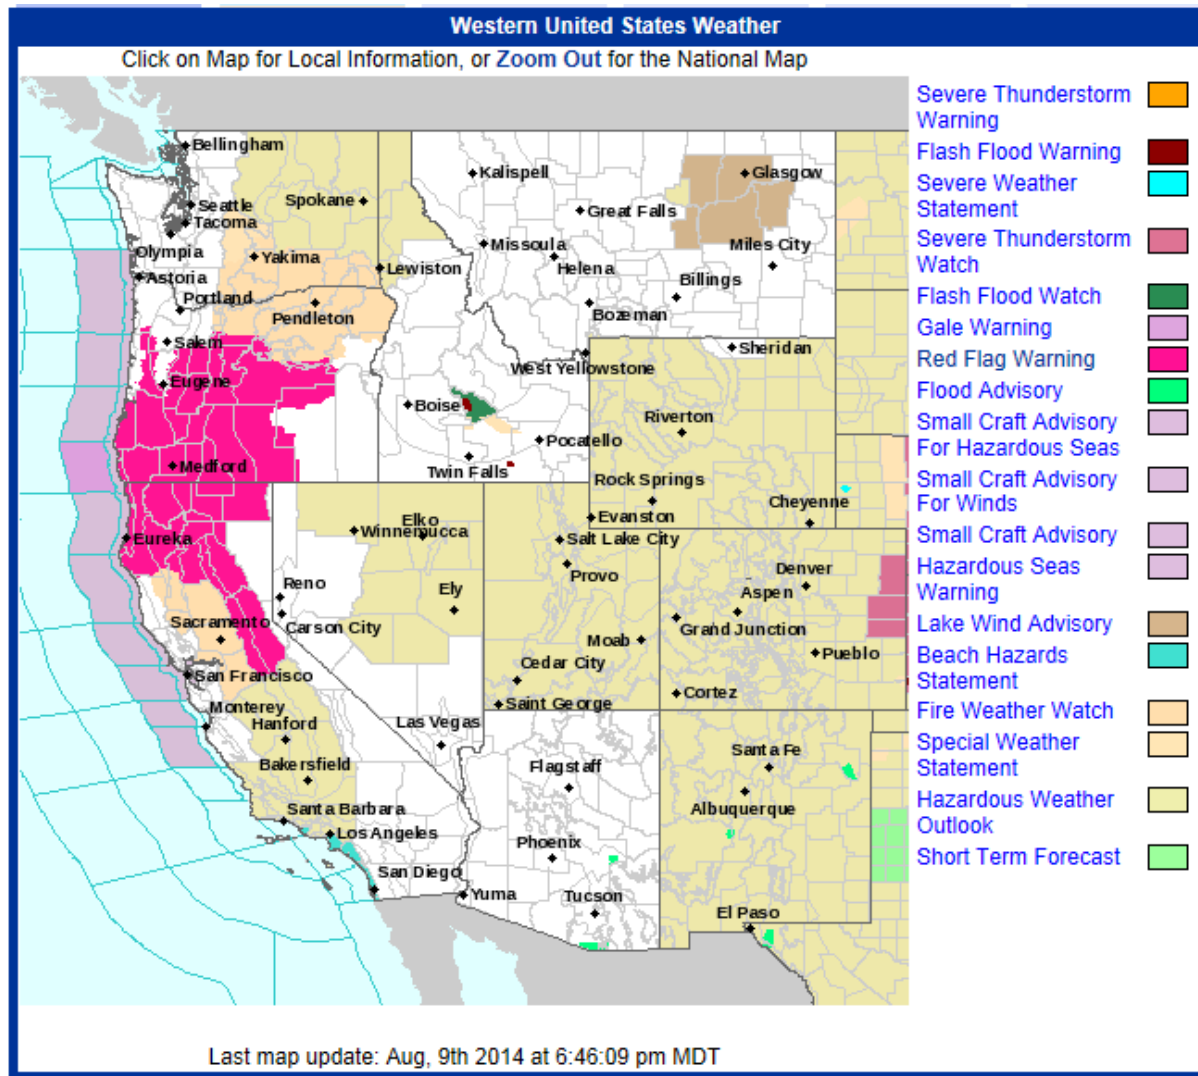 Western United States Weather
Click on Map for Local Information, or Zoom Out for the National Map
Bellingham
Kalispell
Glasgow
Spokane
Seattle
Great Falls
Tacoma
Olympia
Missoula
Miles City
Yakima
Helena
Lewiston
Astoria
Billings
Portland
Bozeman
Pendleton
Salem
Sheridan
West Yellowstone
Eugene
Boise
Riverton
Pocatello
Medford
Twin Falls
Rock Springs
Cheyenne
Elko
Evanston
Winnemucca
Eureka
Salt Lake City
Provo
Denver
Reno
Ely
Aspen
Sacramento
Carson City
Grand Junction
Moab
Pueblo
Cedar City
San Francisco
Cortez
Saint George
Monterey
Hanford
Las Vegas
Santa Fe
Bakersfield
Flagstaff
Albuquerque
Santa Barbara
Los Angeles
Phoenix
San Diego
Yuma
Tucson
El Paso
Severe Thunderstorm
Warning
Flash Flood Warning
Severe Weather
Statement
Severe Thunderstorm
Watch
Flash Flood Watch
Gale Warning
Red Flag Warning
Flood Advisory
Small Craft Advisory
For Hazardous Seas
Small Craft Advisory
For Winds
Small Craft Advisory
Hazardous Seas
Warning
Lake Wind Advisory
Beach Hazards
Statement
Fire Weather Watch
Special Weather
Statement
Hazardous Weather
Outlook
Short Term Forecast
Last map update: Aug, 9th 2014 at 6:46:09 pm MDT